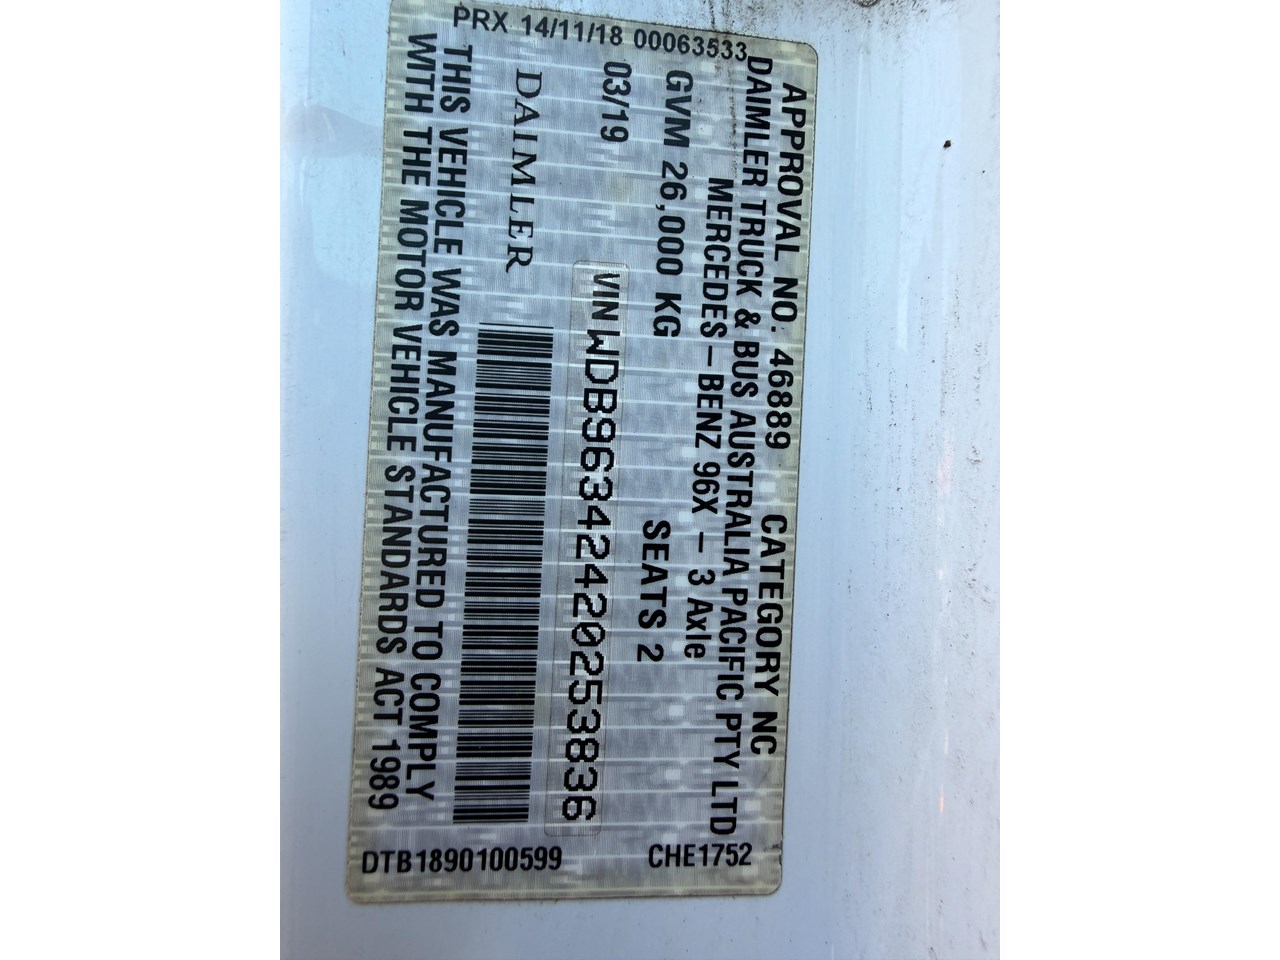 APPROVAL NO. 46889 CATEGORY NC
DAIMLER TRUCK & BUS AUSTRALIA PACIFIC PTY LTD
MERCEDES-BENZ 96X - 3 Axle
GVM 26,000 KG SEATS 2
03/19
VIN WDB9634242025383​6
DAIMLER
THIS VEHICLE WAS MANUFACTURED TO COMPLY
WITH THE MOTOR VEHICLE STANDARDS ACT 1989
PRX 14/11/18 00063533
DTB1890100599 CHE1752